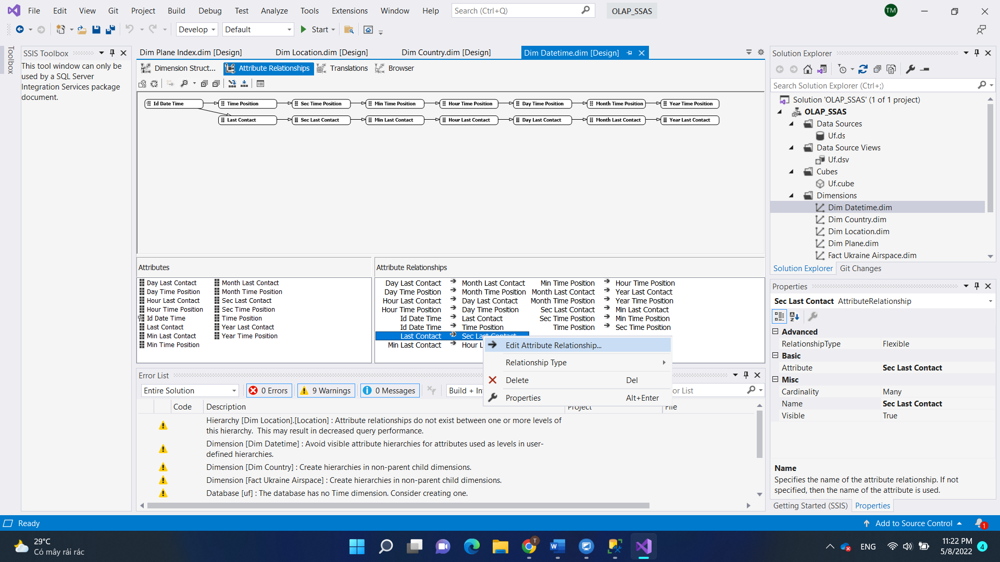 File Edit View Git Project Build Debug Test Analyze Tools Extensions Window Help Search (Ctrl+Q) OLAP_SSAS TM
Develop Default Start
Toolbox
SSIS Toolbox
This tool window can only be
used by a SQL Server
Integration Services package
document.
Dim Plane Index.dim [Design] Dim Location.dim [Design] Dim Country.dim [Design] Dim Datetime.dim [Design]
Dimension Struct... Attribute Relationships Translations Browser
Id Date Time Time Position Sec Time Position Min Time Position Hour Time Position Day Time Position Month Time Position Year Time Position
Last Contact Sec Last Contact Min Last Contact Hour Last Contact Day Last Contact Month Last Contact Year Last Contact
Attributes
Day Last Contact Month Last Contact
Day Time Position Month Time Position
Hour Last Contact Sec Last Contact
Hour Time Position Sec Time Position
Id Date Time Time Position
Last Contact Year Last Contact
Min Last Contact Year Time Position
Min Time Position
Attribute Relationships
Day Last Contact Month Last Contact Min Time Position Hour Time Position
Day Time Position Month Time Position Month Last Contact Year Last Contact
Hour Last Contact Day Last Contact Month Time Position Year Time Position
Hour Time Position Day Time Position Sec Last Contact Min Last Contact
Id Date Time Last Contact Sec Time Position Min Time Position
Id Date Time Time Position Time Position Sec Time Position
Last Contact Sec Last Contact
Min Last Contact Hour L
Edit Attribute Relationship...
Relationship Type
Delete Del
Properties Alt+Enter
Error List
Entire Solution 0 Errors 9 Warnings 0 Messages Build + In or List
Code Description Project File
Hierarchy [Dim Location].[Location] : Attribute relationships do not exist between one or more levels of
this hierarchy. This may result in decreased query performance.
Dimension [Dim Datetime] : Avoid visible attribute hierarchies for attributes used as levels in user-
defined hierarchies.
Dimension [Dim Country] : Create hierarchies in non-parent child dimensions.
Dimension [Fact Ukraine Airspace] : Create hierarchies in non-parent child dimensions.
Database [uf] : The database has no Time dimension. Consider creating one.
Solution Explorer
Search Solution Explorer (Ctrl+;)
Solution 'OLAP_SSAS' (1 of 1 project)
OLAP_SSAS
Data Sources
Uf.ds
Data Source Views
Uf.dsv
Cubes
Uf.cube
Dimensions
Dim Datetime.dim
Dim Country.dim
Dim Location.dim
Dim Plane.dim
Fact Ukraine Airspace.dim
Solution Explorer Git Changes
Properties
Sec Last Contact AttributeRelationship
Advanced
RelationshipType Flexible
Basic
Attribute Sec Last Contact
Misc
Cardinality Many
Name Sec Last Contact
Visible True
Name
Specifies the name of the attribute relationship. If not
specified, then the name of the attribute is used.
Getting Started (SSIS) Properties
Ready Add to Source Control 1
29°C
Có mây rải rác
T
ENG
11:22 PM
5/8/2022
4